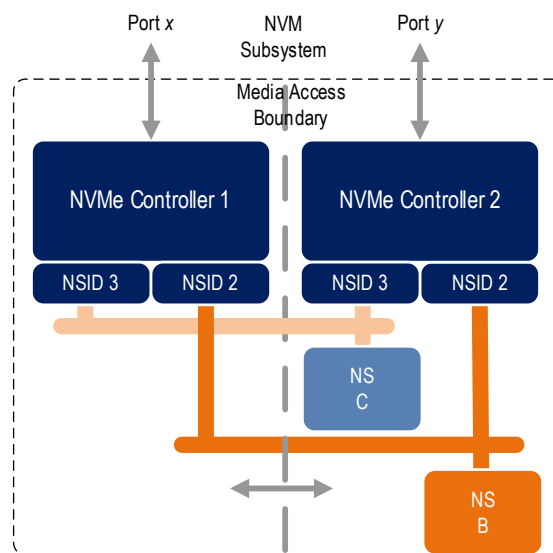 Port x
NVM
Subsystem
Port y
Media Access
Boundary
NVMe Controller 1
NVMe Controller 2
NSID 3
NSID 2
NSID 3
NSID 2
NS
C
NS
B